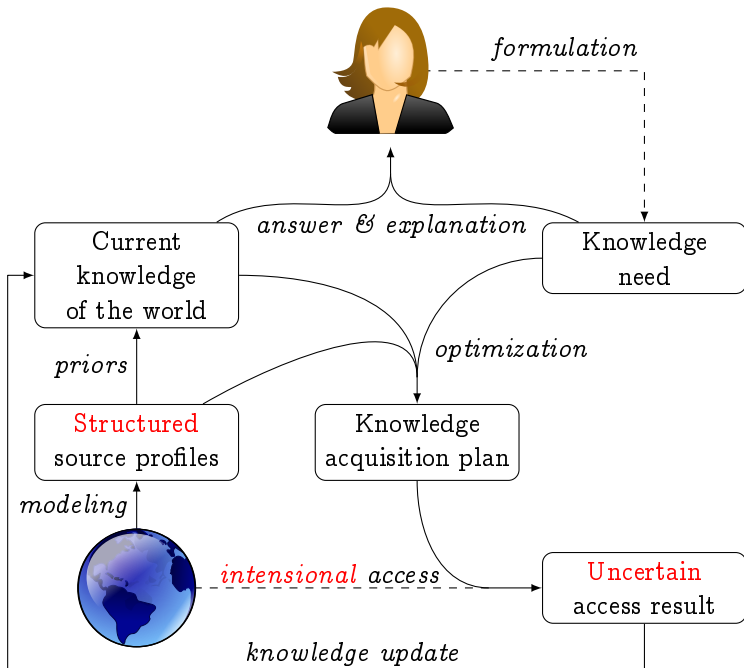 formulation
answer & explanation
Current
knowledge
of the world
Knowledge
need
priors
optimization
Structured
source profiles
Knowledge
acquisition plan
modeling
intensional access
Uncertain
access result
knowledge update